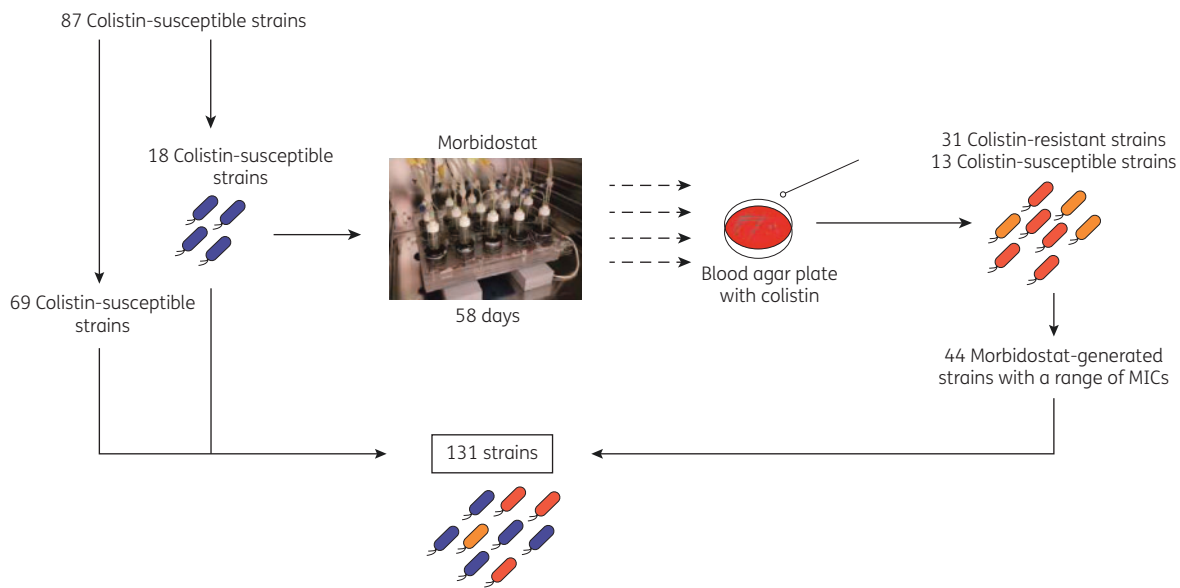 87 Colistin-susceptible strains
18 Colistin-susceptible
strains
Morbidostat
58 days
Blood agar plate
with colistin
31 Colistin-resistant strains
13 Colistin-susceptible strains
69 Colistin-susceptible
strains
44 Morbidostat-generated
strains with a range of MICs
131 strains